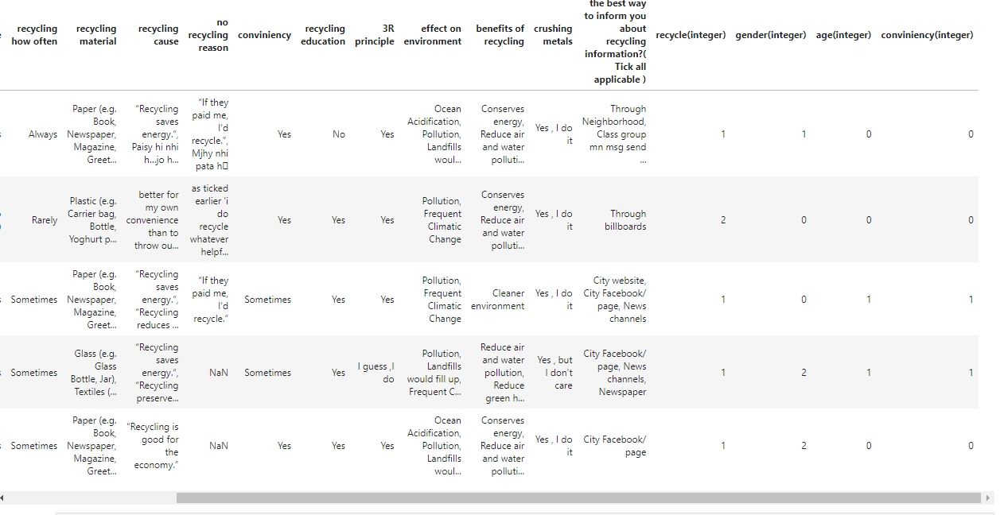 recycling how often
recycling material
recycling cause
no recycling reason
conviniency
recycling education
3R principle
effect on environment
benefits of recycling
crushing metals
the best way to inform you about recycling information?( Tick all applicable )
recycle(integer)
gender(integer)
age(integer)
conviniency(integer)
Always
Paper (e.g. Book, Newspaper, Magazine, Greet...
“Recycling saves energy.”, Paisy hi nhi h...jo h...
“If they paid me, I’d recycle.”, Mjhy nhi pata h
Yes
No
Yes
Ocean Acidification, Pollution, Landfills woul...
Conserves energy, Reduce air and water polluti...
Yes , I do it
Through Neighborhood, Class group mn msg send ...
1
1
0
0
Rarely
Plastic (e.g. Carrier bag, Bottle, Yoghurt p...
better for my own convenience than to throw ou...
as ticked earlier 'i do recycle whatever helpf...
Yes
Yes
Yes
Pollution, Frequent Climatic Change
Conserves energy, Reduce air and water polluti...
Yes , I do it
Through billboards
2
0
0
0
Sometimes
Paper (e.g. Book, Newspaper, Magazine, Greet...
“Recycling saves energy.”, “Recycling reduces ...
“If they paid me, I’d recycle.”
Sometimes
Yes
Yes
Pollution, Frequent Climatic Change
Cleaner environment
Yes , I do it
City website, City Facebook/ page, News channels
1
0
1
1
Sometimes
Glass (e.g. Glass Bottle, Jar), Textiles (...
“Recycling saves energy.”, “Recycling preserve...
NaN
Sometimes
Yes
I guess ,I do
Pollution, Landfills would fill up, Frequent C...
Reduce air and water pollution, Reduce green h...
Yes , but I don't care
City Facebook/ page, News channels, Newspaper
1
2
1
1
Sometimes
Paper (e.g. Book, Newspaper, Magazine, Greet...
“Recycling is good for the economy.”
NaN
Yes
Yes
Yes
Ocean Acidification, Pollution, Landfills woul...
Conserves energy, Reduce air and water polluti...
Yes , I do it
City Facebook/ page
1
2
0
0